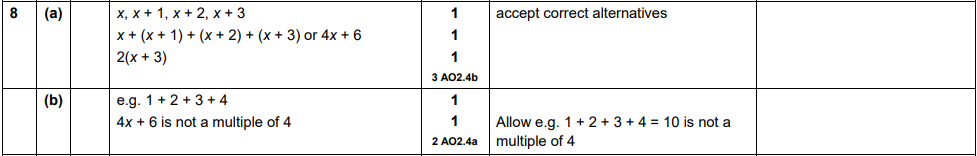 8 (a) x, x + 1, x + 2, x + 3 1 accept correct alternatives
x + (x + 1) + (x + 2) + (x + 3) or 4x + 6 1
2(x + 3) 1
3 AO2.4b
(b) e.g. 1 + 2 + 3 + 4 1
4x + 6 is not a multiple of 4 1 Allow e.g. 1 + 2 + 3 + 4 = 10 is not a
2 AO2.4a multiple of 4